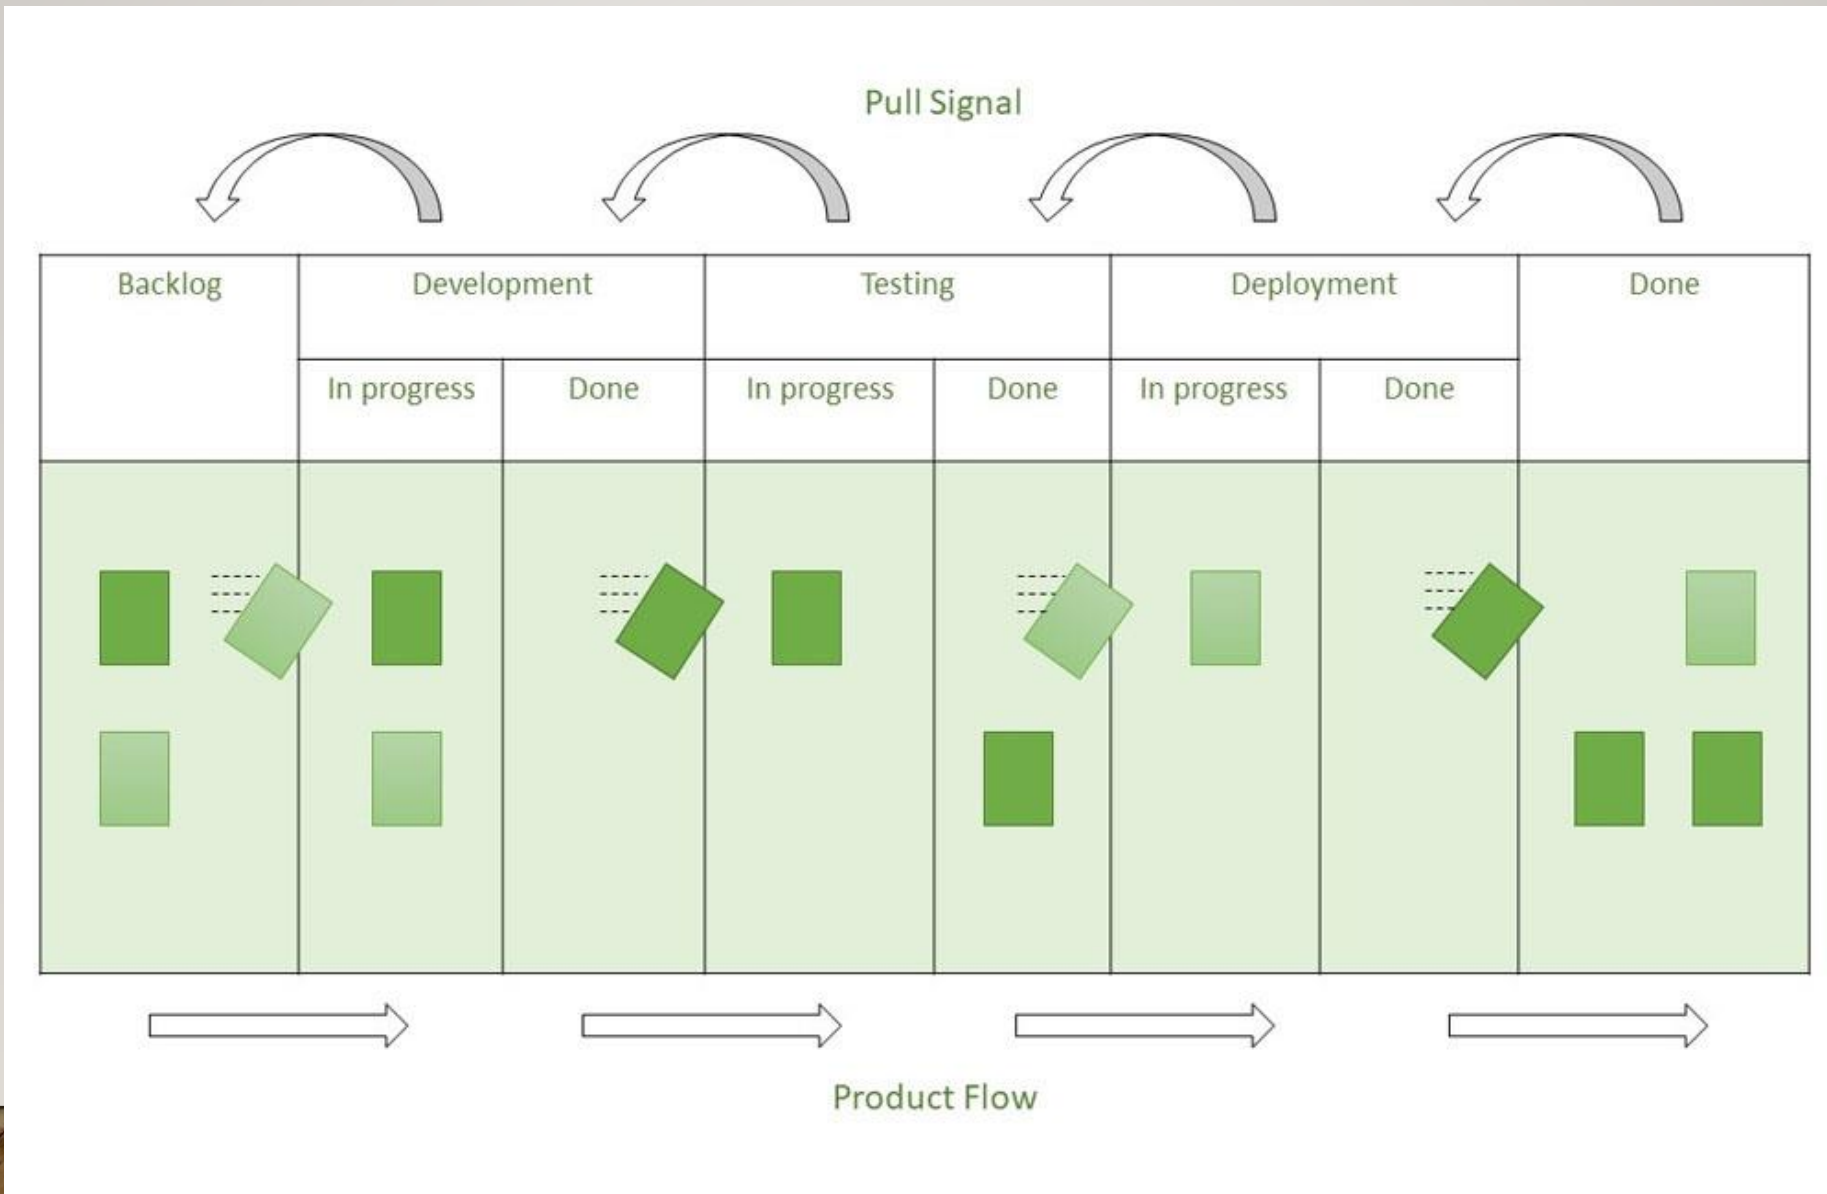 Pull Signal
Backlog
Development
Testing
Deployment
Done
In progress
Done
In progress
Done
In progress
Done
Product Flow